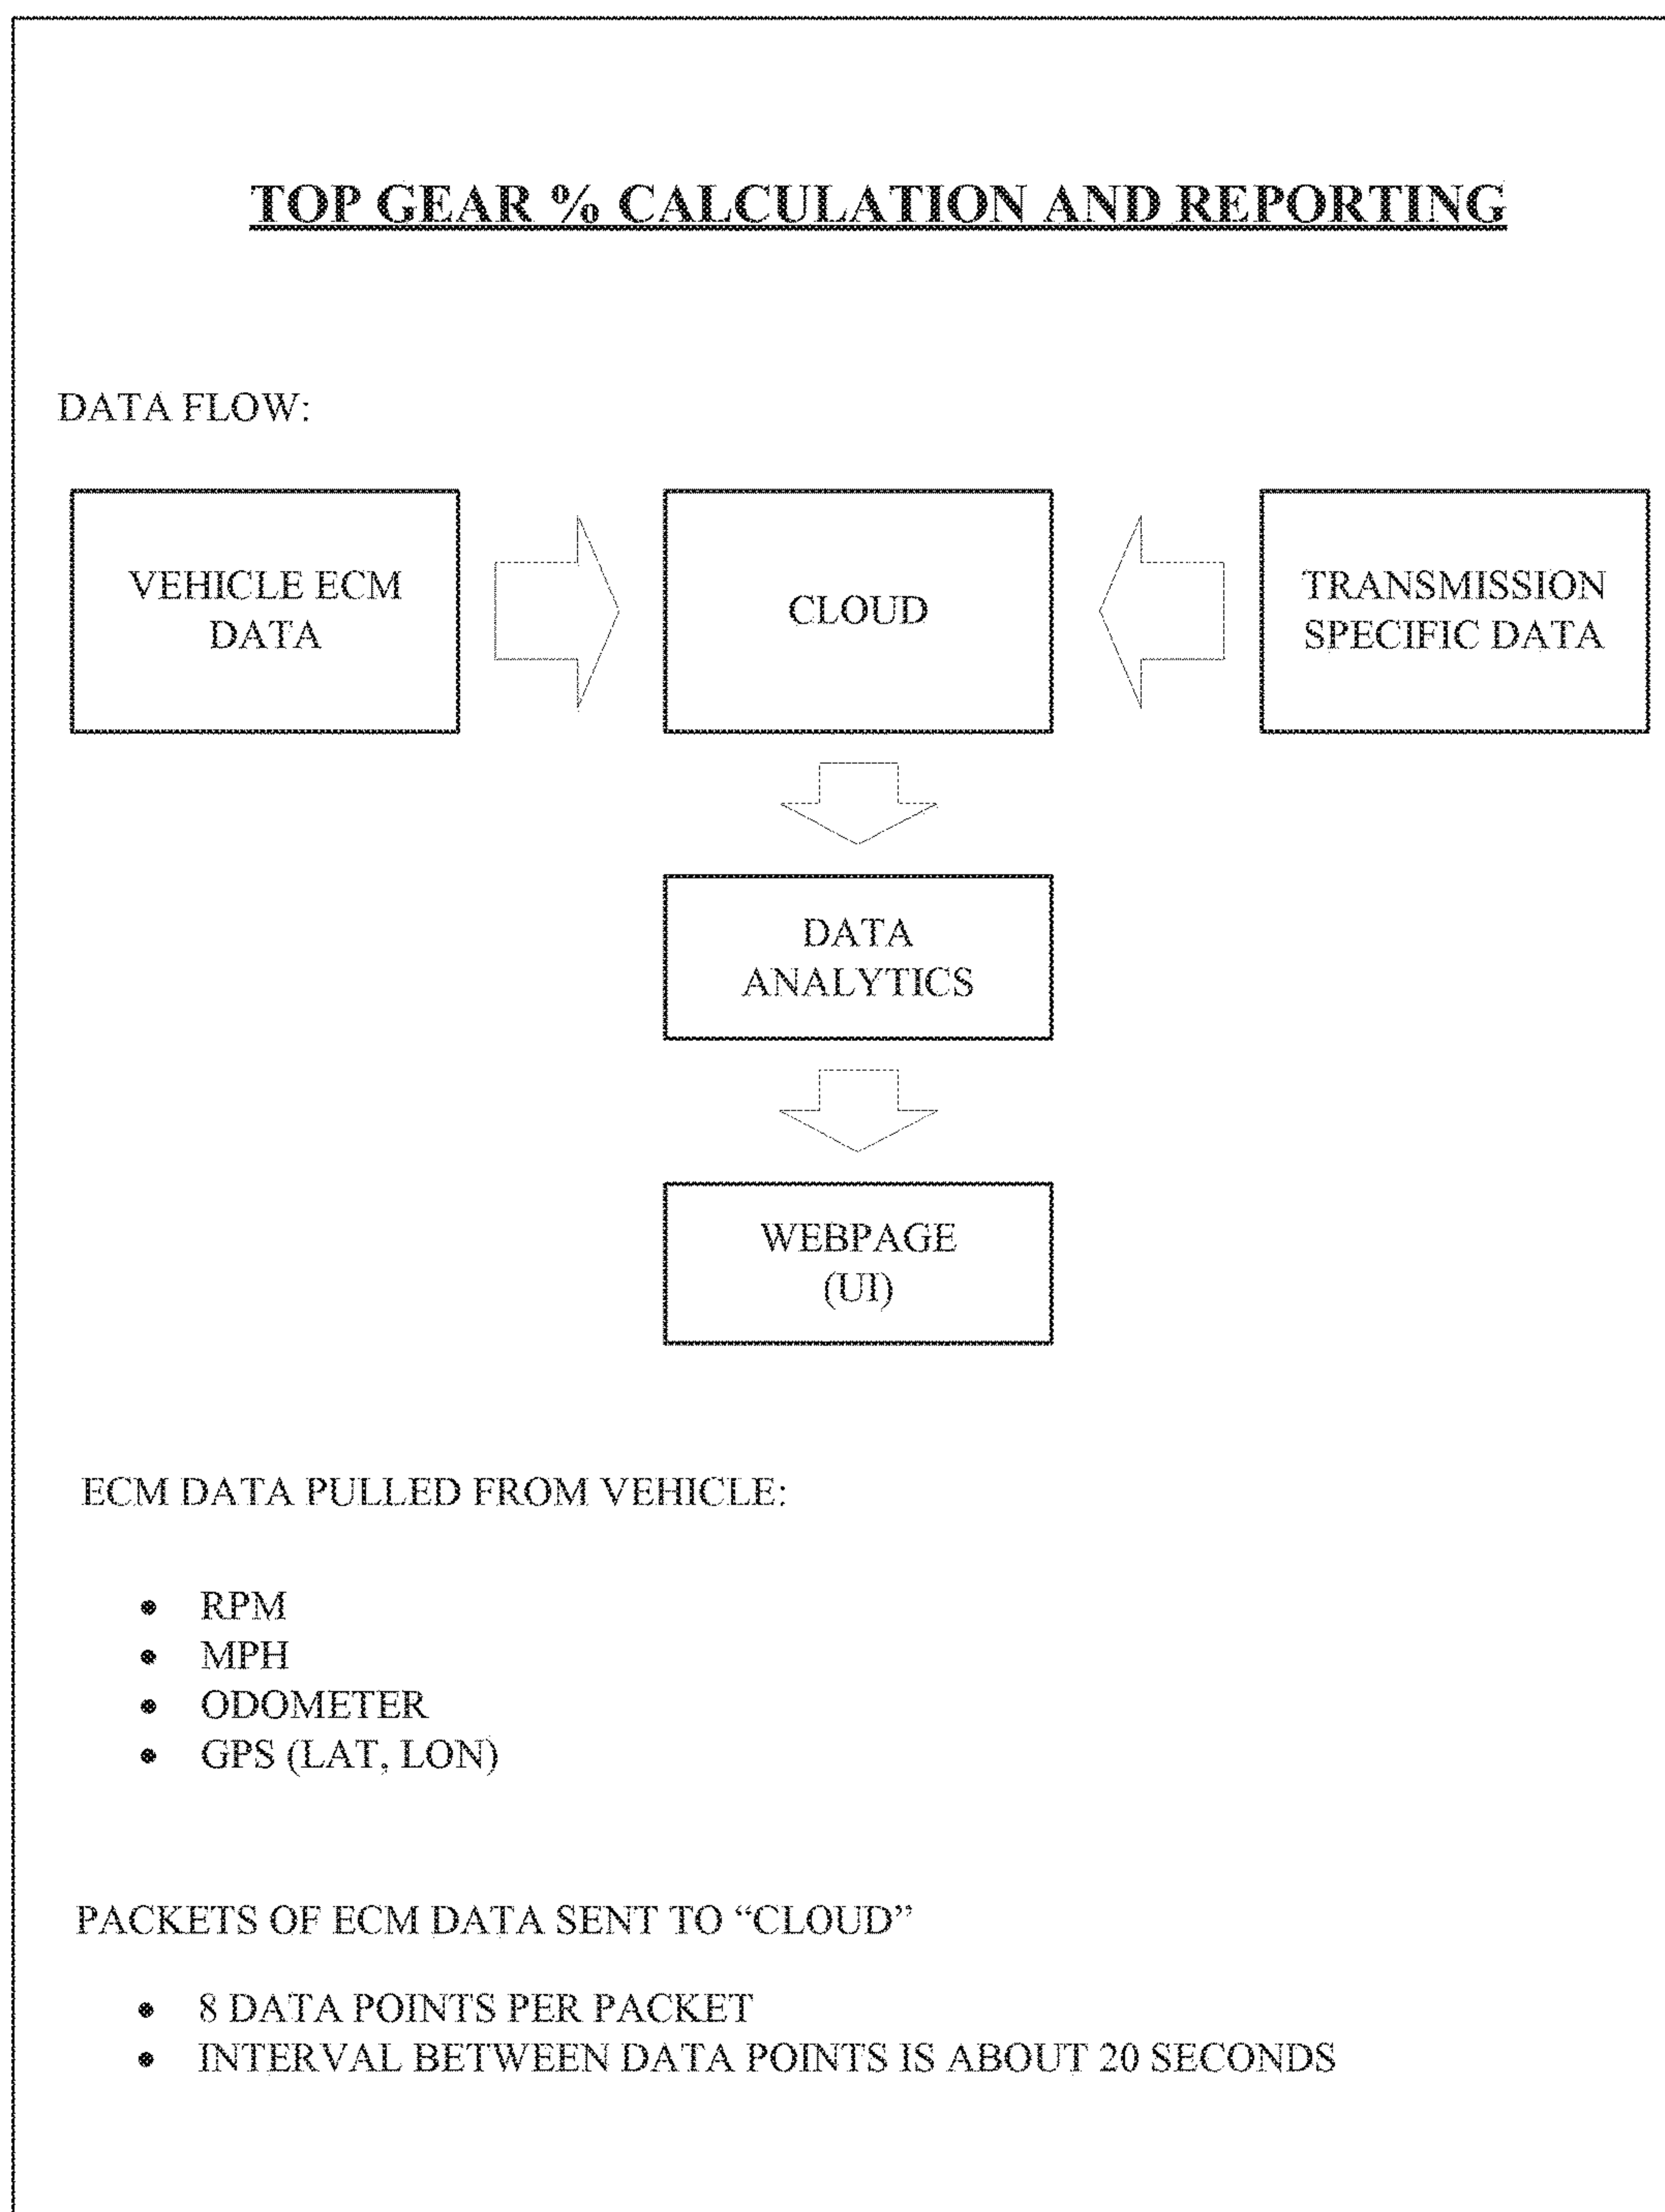 TOP GEAR % CALCULATION AND REPORTING
DATA FLOW:
VEHICLE ECM
DATA
CLOUD
TRANSMISSION
SPECIFIC DATA
DATA
ANALYTICS
WEBPAGE
(UI)
ECM DATA PULLED FROM VEHICLE:
• RPM
• MPH
• ODOMETER
• GPS (LAT, LON)
PACKETS OF ECM DATA SENT TO “CLOUD”
• 8 DATA POINTS PER PACKET
• INTERVAL BETWEEN DATA POINTS IS ABOUT 20 SECONDS